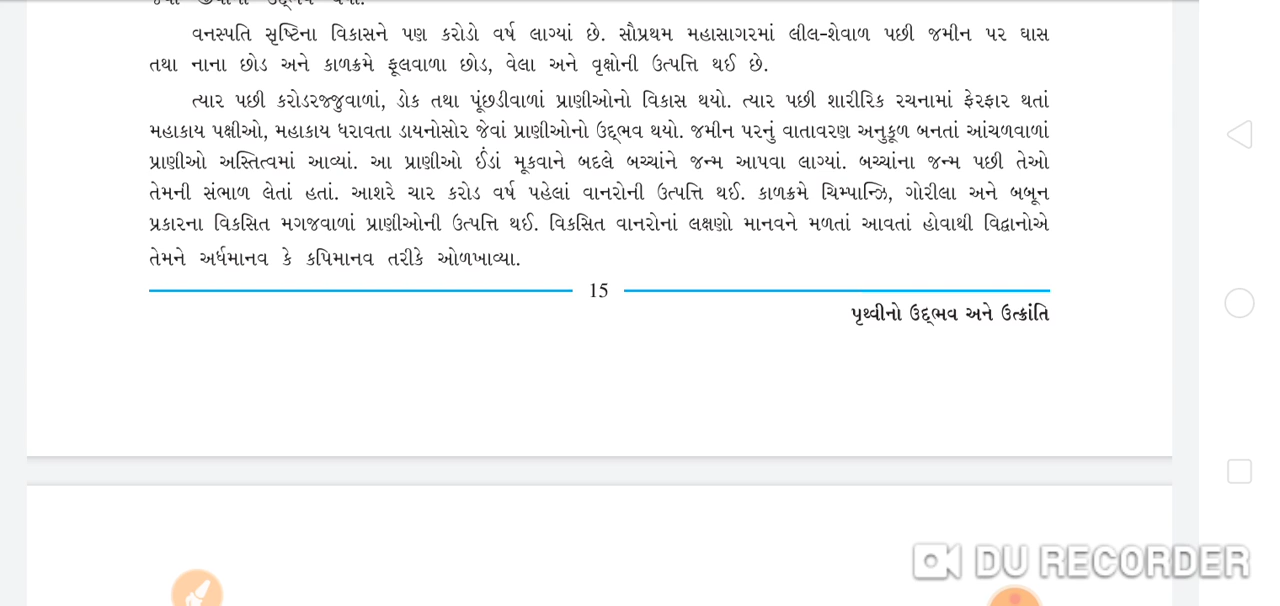 વનસ્પતિ સૃષ્ટિના વિકાસને પણ કરોડો વર્ષ લાગ્યાં છે. સૌપ્રથમ મહાસાગરમાં લીલ-શેવાળ પછી જમીન પર ઘાસ
તથા નાના છોડ અને કાળક્રમે ફૂલવાળા છોડ, વેલા અને વૃક્ષોની ઉત્પત્તિ થઈ છે.
ત્યાર પછી કરોડરજ્જુવાળાં, ડોક તથા પૂંછડીવાળાં પ્રાણીઓનો વિકાસ થયો. ત્યાર પછી શારીરિક રચનામાં ફેરફાર થતાં
મહાકાય પક્ષીઓ, મહાકાય ધરાવતા ડાયનોસોર જેવાં પ્રાણીઓનો ઉદ્ભવ થયો. જમીન પરનું વાતાવરણ અનુકૂળ બનતાં આંચળવાળાં
પ્રાણીઓ અસ્તિત્વમાં આવ્યાં. આ પ્રાણીઓ ઈંડાં મૂકવાને બદલે બચ્ચાંને જન્મ આપવા લાગ્યાં. બચ્ચાંના જન્મ પછી તેઓ
તેમની સંભાળ લેતાં હતાં. આશરે ચાર કરોડ વર્ષ પહેલાં વાનરોની ઉત્પત્તિ થઈ. કાળક્રમે ચિમ્પાન્ઝિ, ગોરીલા અને બબૂન
પ્રકારના વિકસિત મગજવાળાં પ્રાણીઓની ઉત્પત્તિ થઈ. વિકસિત વાનરોનાં લક્ષણો માનવને મળતાં આવતાં હોવાથી વિદ્વાનોએ
તેમને અર્ધમાનવ કે કપિમાનવ તરીકે ઓળખાવ્યા.
15
પૃથ્વીનો ઉદ્ભવ અને ઉત્ક્રાંતિ
DU RECORDER